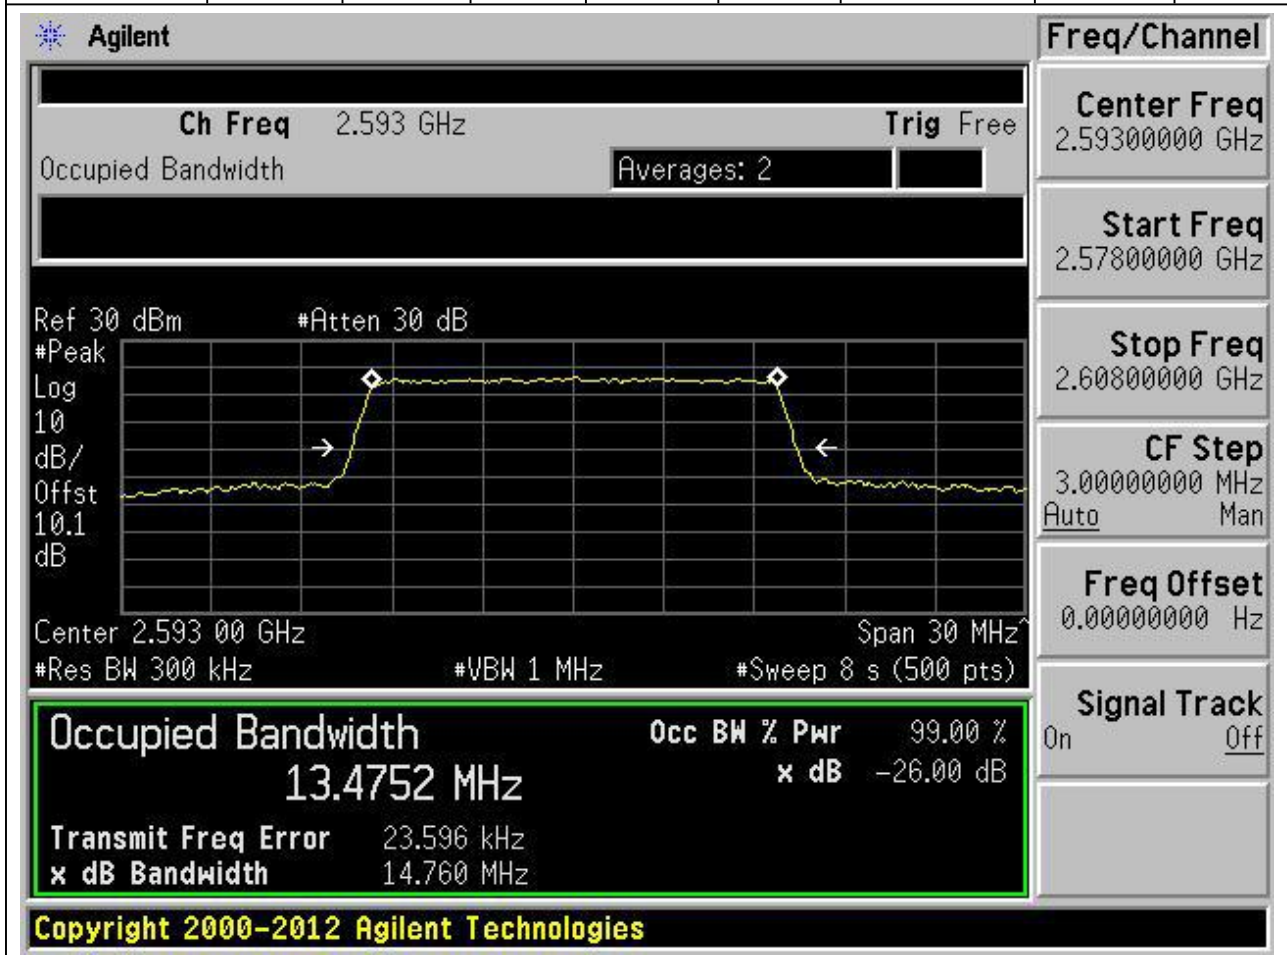 Agilent
Freq/Channel
Ch Freq 2.593 GHz Trig Free
Occupied Bandwidth Averages: 2
Center Freq
2.59300000 GHz
Start Freq
2.57800000 GHz
Stop Freq
2.60800000 GHz
CF Step
3.00000000 MHz
Auto Man
Freq Offset
0.00000000 Hz
Signal Track
On Off
Ref 30 dBm #Atten 30 dB
#Peak
Log
10
dB/
Offst
10.1
dB
Center 2.593 00 GHz Span 30 MHz^
#Res BW 300 kHz #VBW 1 MHz #Sweep 8 s (500 pts)
Occupied Bandwidth Occ BW % Pwr 99.00 %
13.4752 MHz x dB -26.00 dB
Transmit Freq Error 23.596 kHz
x dB Bandwidth 14.760 MHz
Copyright 2000-2012 Agilent Technologies